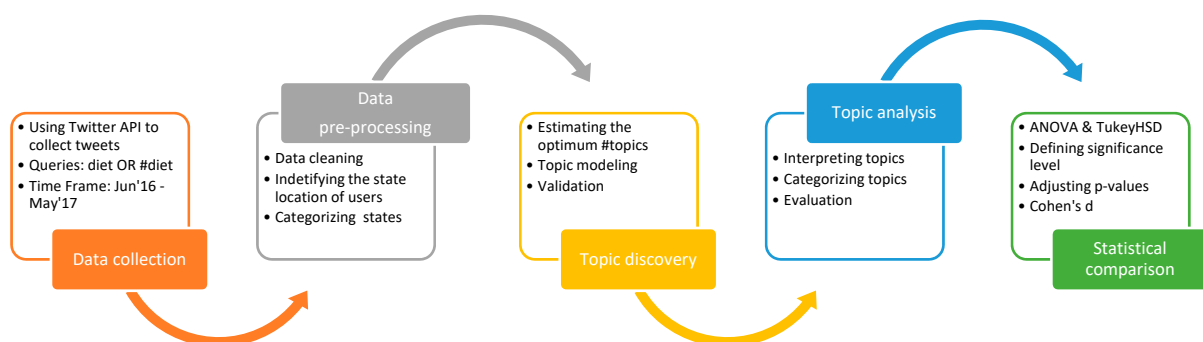 • Using Twitter API to
collect tweets
• Queries: diet OR #diet
• Time Frame: Jun'16 -
May'17
Data collection
Data
pre-processing
• Data cleaning
• Indetifying the state
location of users
• Categorizing states
• Estimating the
optimum #topics
• Topic modeling
• Validation
Topic discovery
Topic analysis
• Interpreting topics
• Categorizing topics
• Evaluation
• ANOVA & TukeyHSD
• Defining significance
level
• Adjusting p-values
• Cohen's d
Statistical
comparison